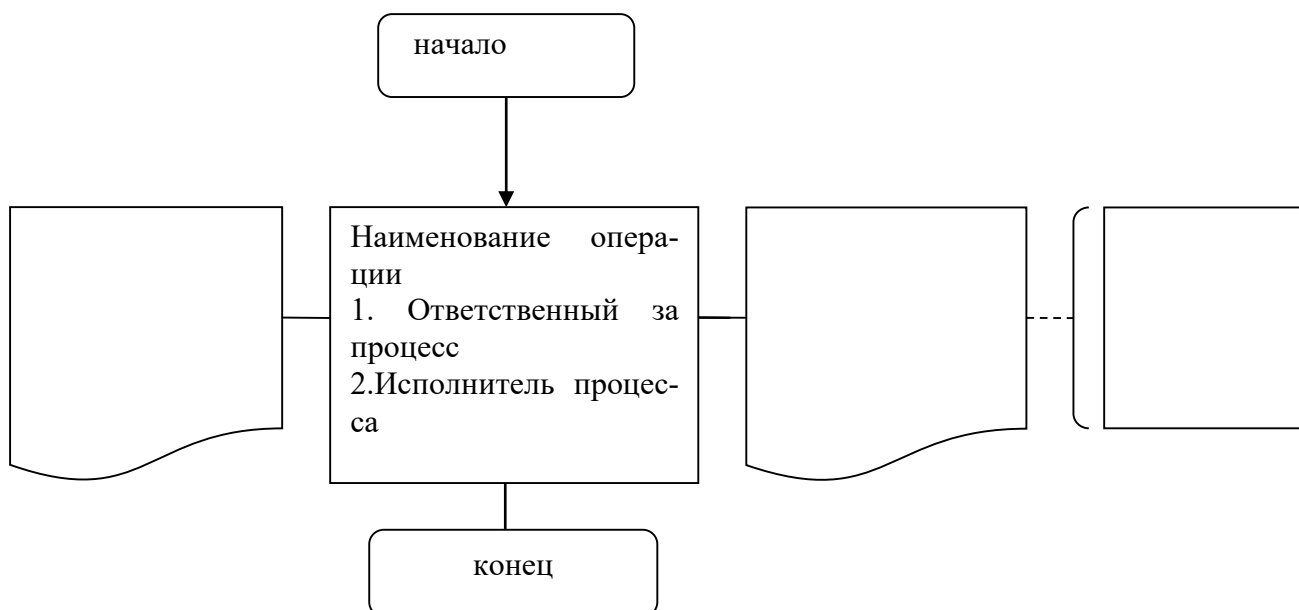 начало
Наименование опера-
ции
1. Ответственный за
процесс
2.Исполнитель процес-
са
конец